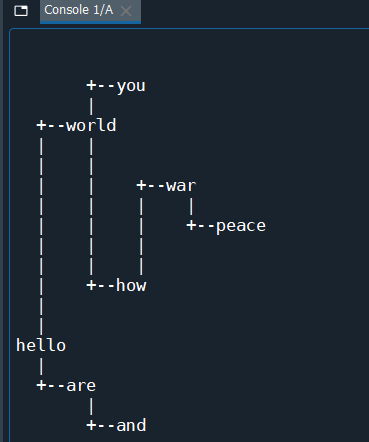 Console 1/A
        +--you
        |
  +--world
  |     |
  |     |
  |     |     +--war
  |     |     |     |
  |     |     |     +--peace
  |     |     |
  |     |     |
  |     +--how
  |
  |
hello
  |
  +--are
        |
        +--and